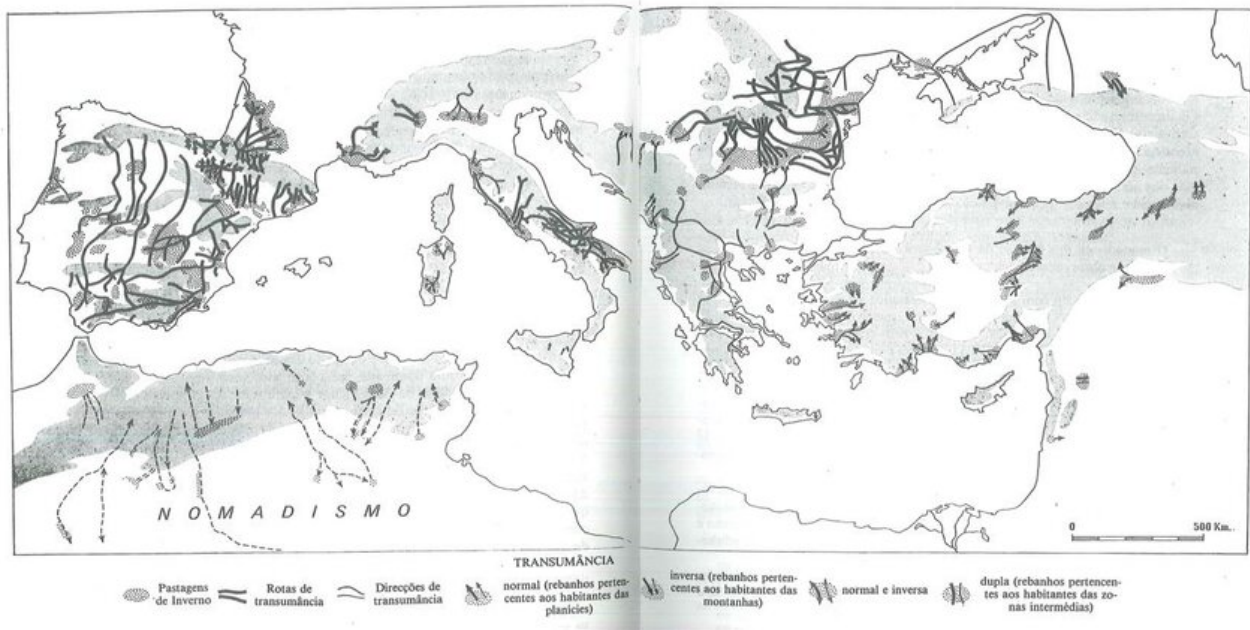 NOMADISMO
0 500 Km..
TRANSUMÂNCIA
Pastagens
de Inverno
Rotas de
transumância
Direcções de
transumância
normal (rebanhos perten-
centes aos habitantes das
planícies)
inversa (rebanhos perten-
centes aos habitantes das
montanhas)
normal e inversa
dupla (rebanhos pertencen-
tes aos habitantes das zo-
nas intermédias)